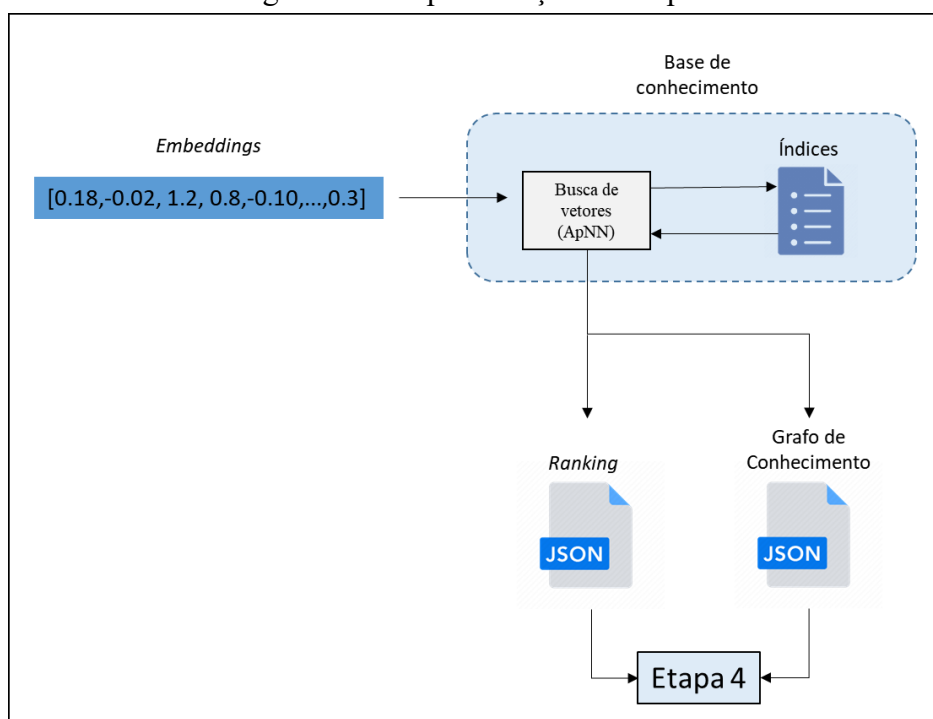 Base de
conhecimento
Embeddings
Índices
[0.18,-0.02, 1.2, 0.8,-0.10,...,0.3]
Busca de
vetores
(ApNN)
Grafo de
Conhecimento
Ranking
JSON
JSON
Etapa 4